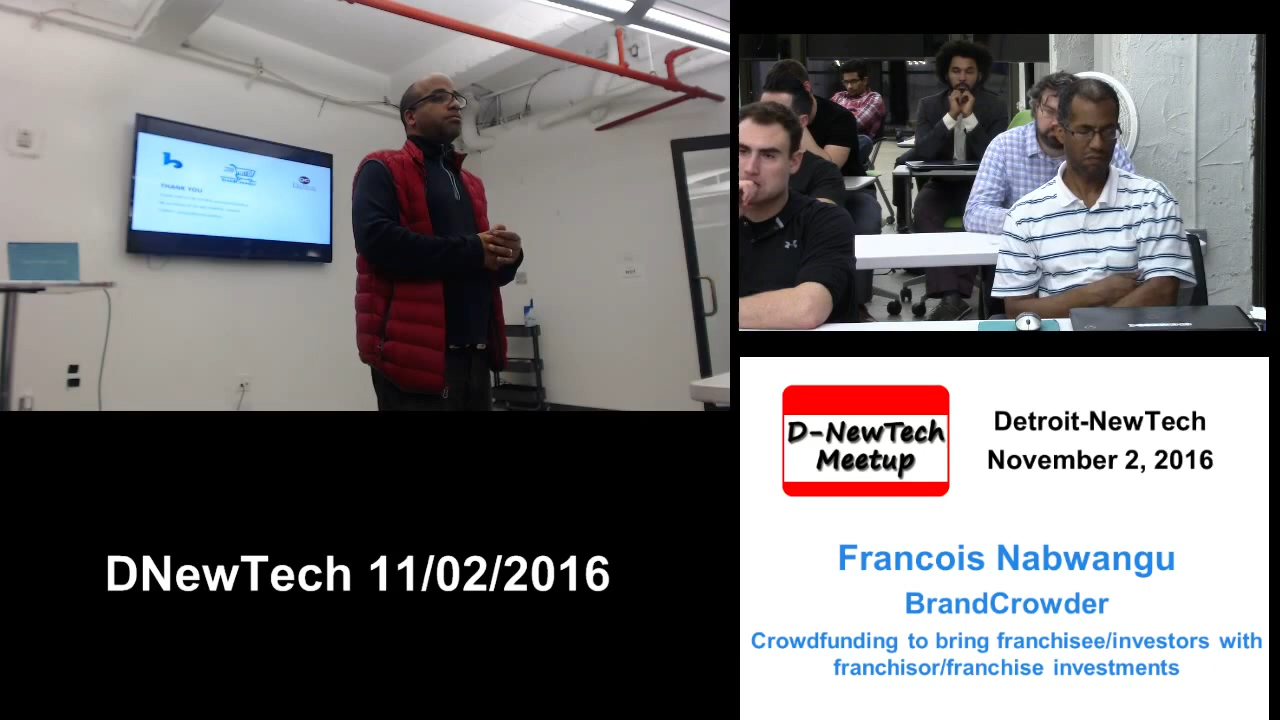 THANK YOU
D-NewTech
Meetup
Detroit-NewTech
November 2, 2016
DNewTech 11/02/2016
Francois Nabwangu
BrandCrowder
Crowdfunding to bring franchisee/investors with
franchisor/franchise investments